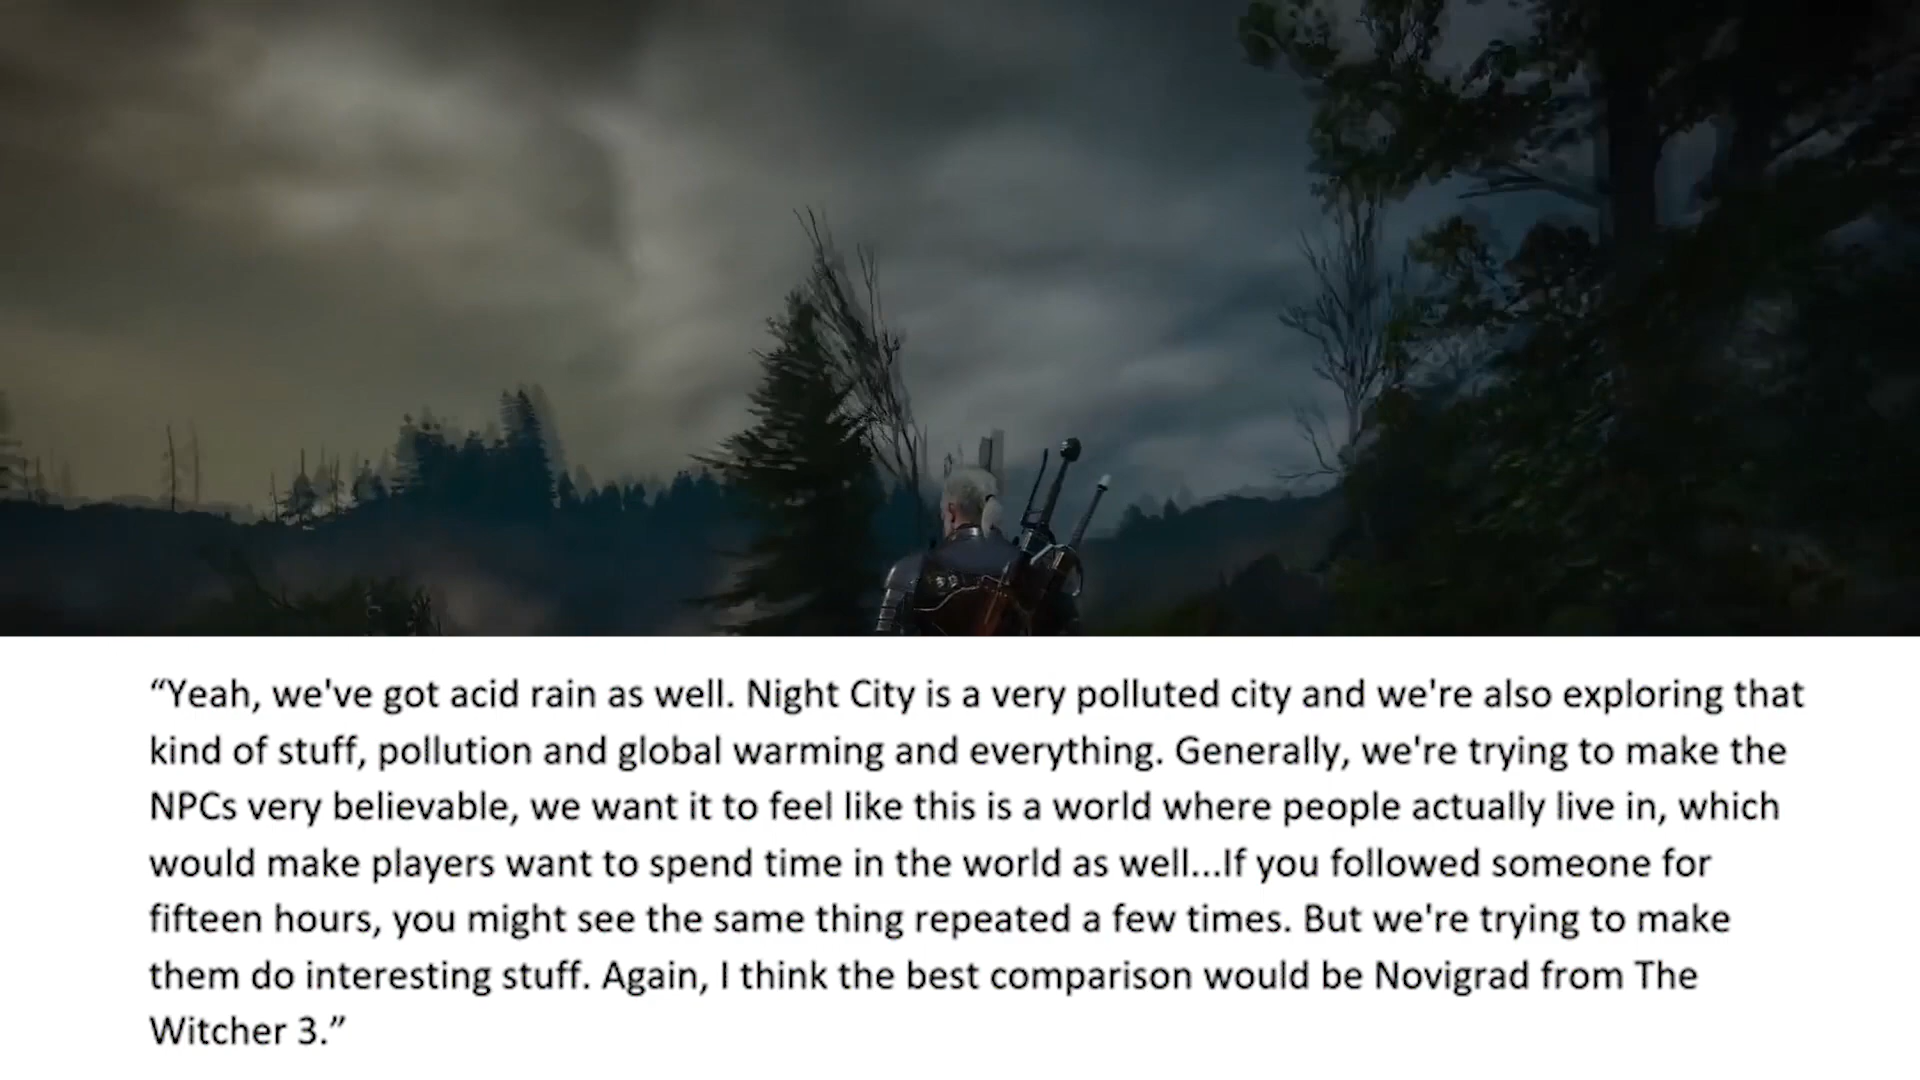 “Yeah, we've got acid rain as well. Night City is a very polluted city and we're also exploring that
kind of stuff, pollution and global warming and everything. Generally, we're trying to make the
NPCs very believable, we want it to feel like this is a world where people actually live in, which
would make players want to spend time in the world as well...If you followed someone for
fifteen hours, you might see the same thing repeated a few times. But we're trying to make
them do interesting stuff. Again, I think the best comparison would be Novigrad from The
Witcher 3.”